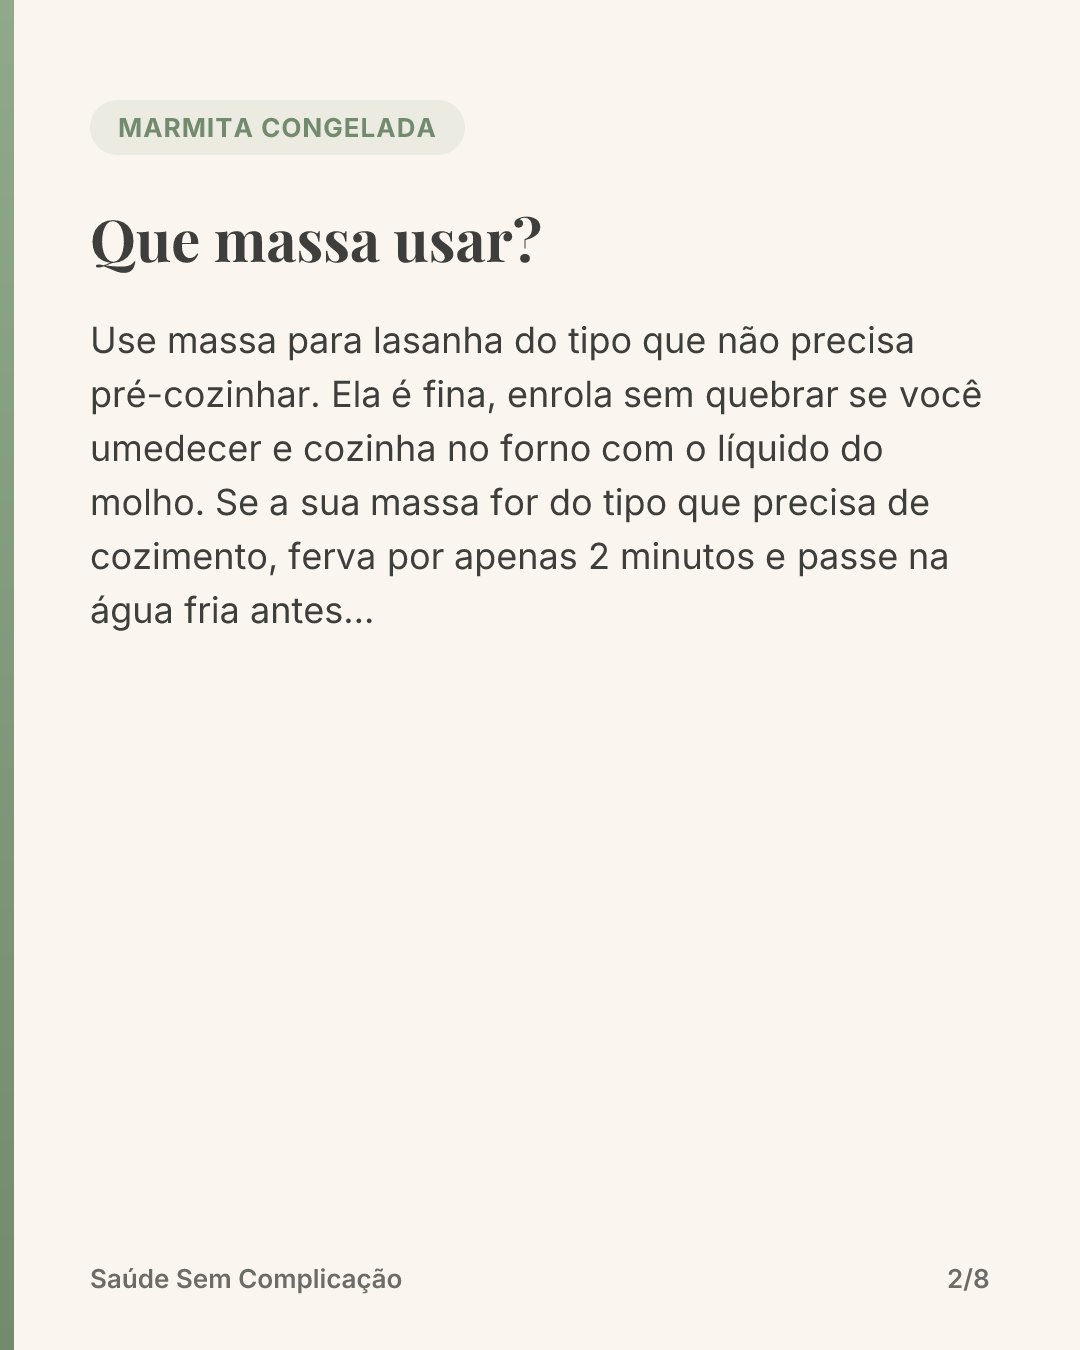 MARMITA CONGELADA
Que massa usar?
Use massa para lasanha do tipo que não precisa
pré-cozinhar. Ela é fina, enrola sem quebrar se você
umedecer e cozinha no forno com o líquido do
molho. Se a sua massa for do tipo que precisa de
cozimento, ferva por apenas 2 minutos e passe na
água fria antes...
Saúde Sem Complicação
2/8